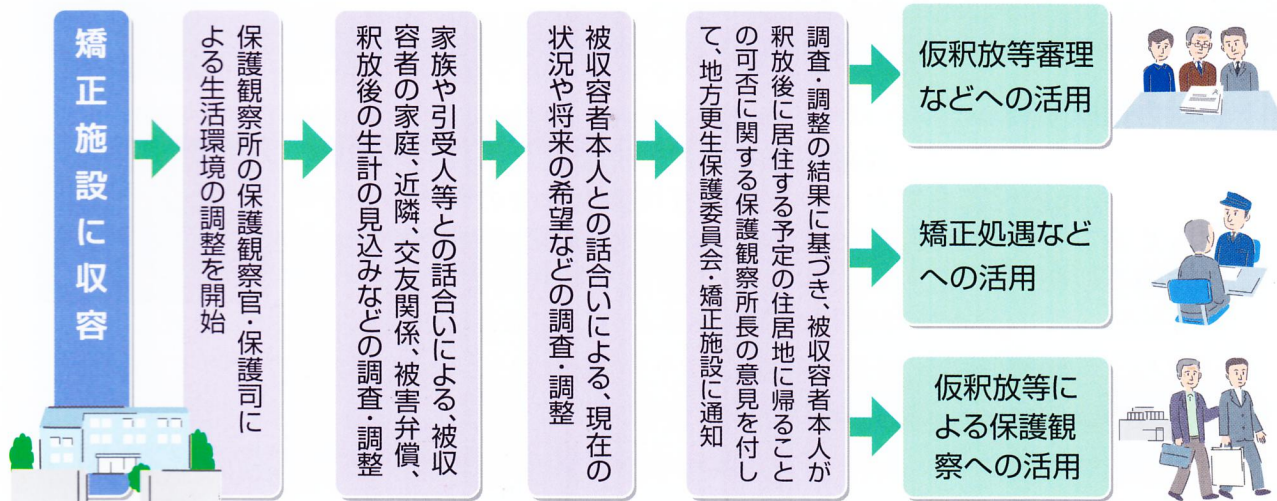 矯正施設に収容
保護観察所の保護観察官・保護司に
よる生活環境の調整を開始
家族や引受人等との話合いによる、被収
容者の家庭、近隣、交友関係、被害弁償、
釈放後の生計の見込みなどの調査・調整
被収容者本人との話合いによる、現在の
状況や将来の希望などの調査・調整
調査・調整の結果に基づき、被収容者本人が
釈放後に居住する予定の住居地に帰ること
の可否に関する保護観察所長の意見を付し
て、地方更生保護委員会・矯正施設に通知
仮釈放等審理
などへの活用
矯正処遇など
への活用
仮釈放等に
よる保護観
察への活用